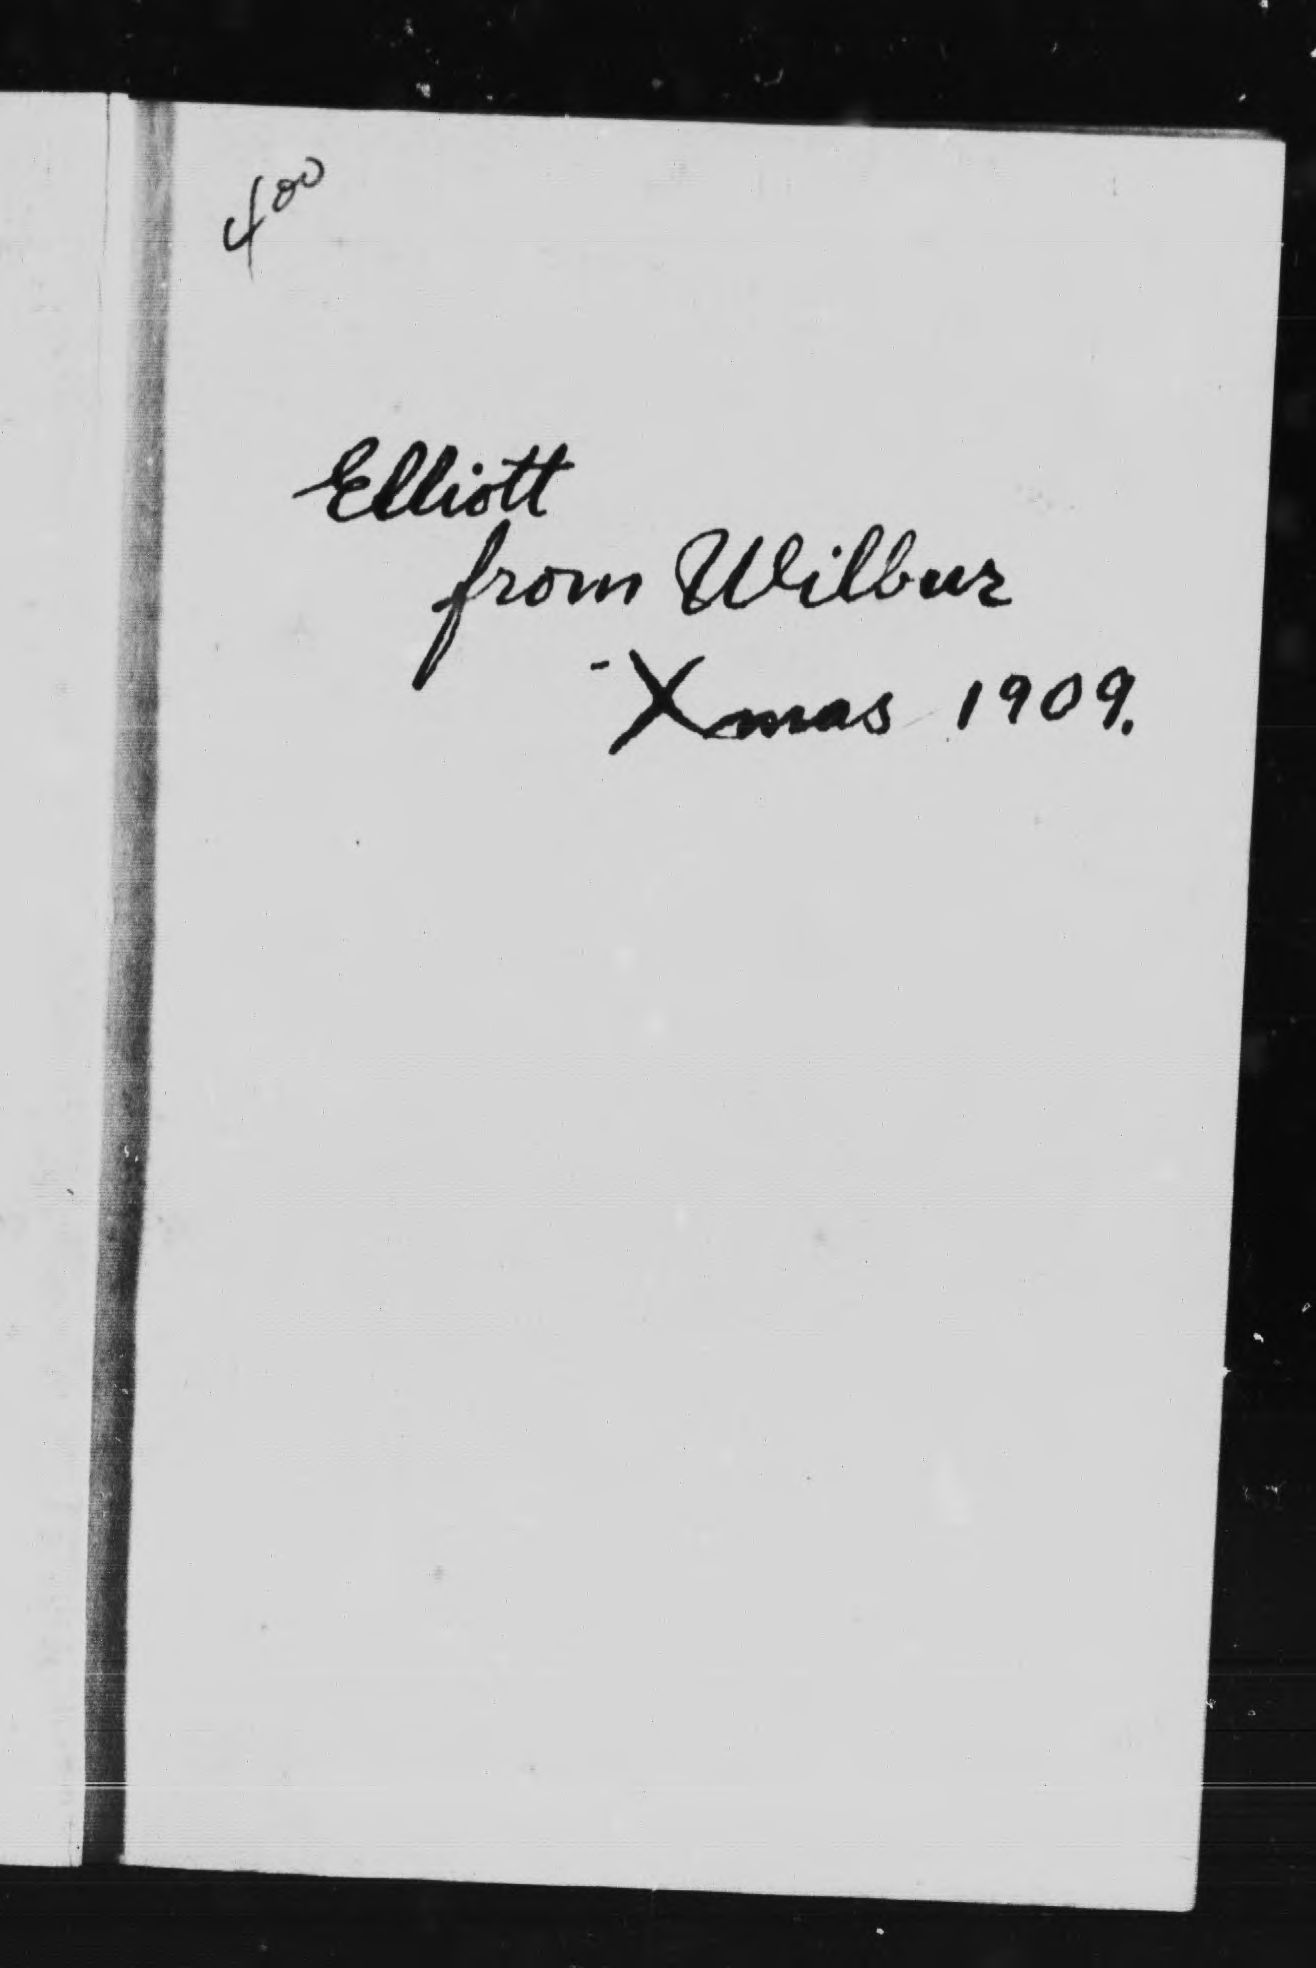 400
Elliott
from Wilbur
-Xmas 1909.